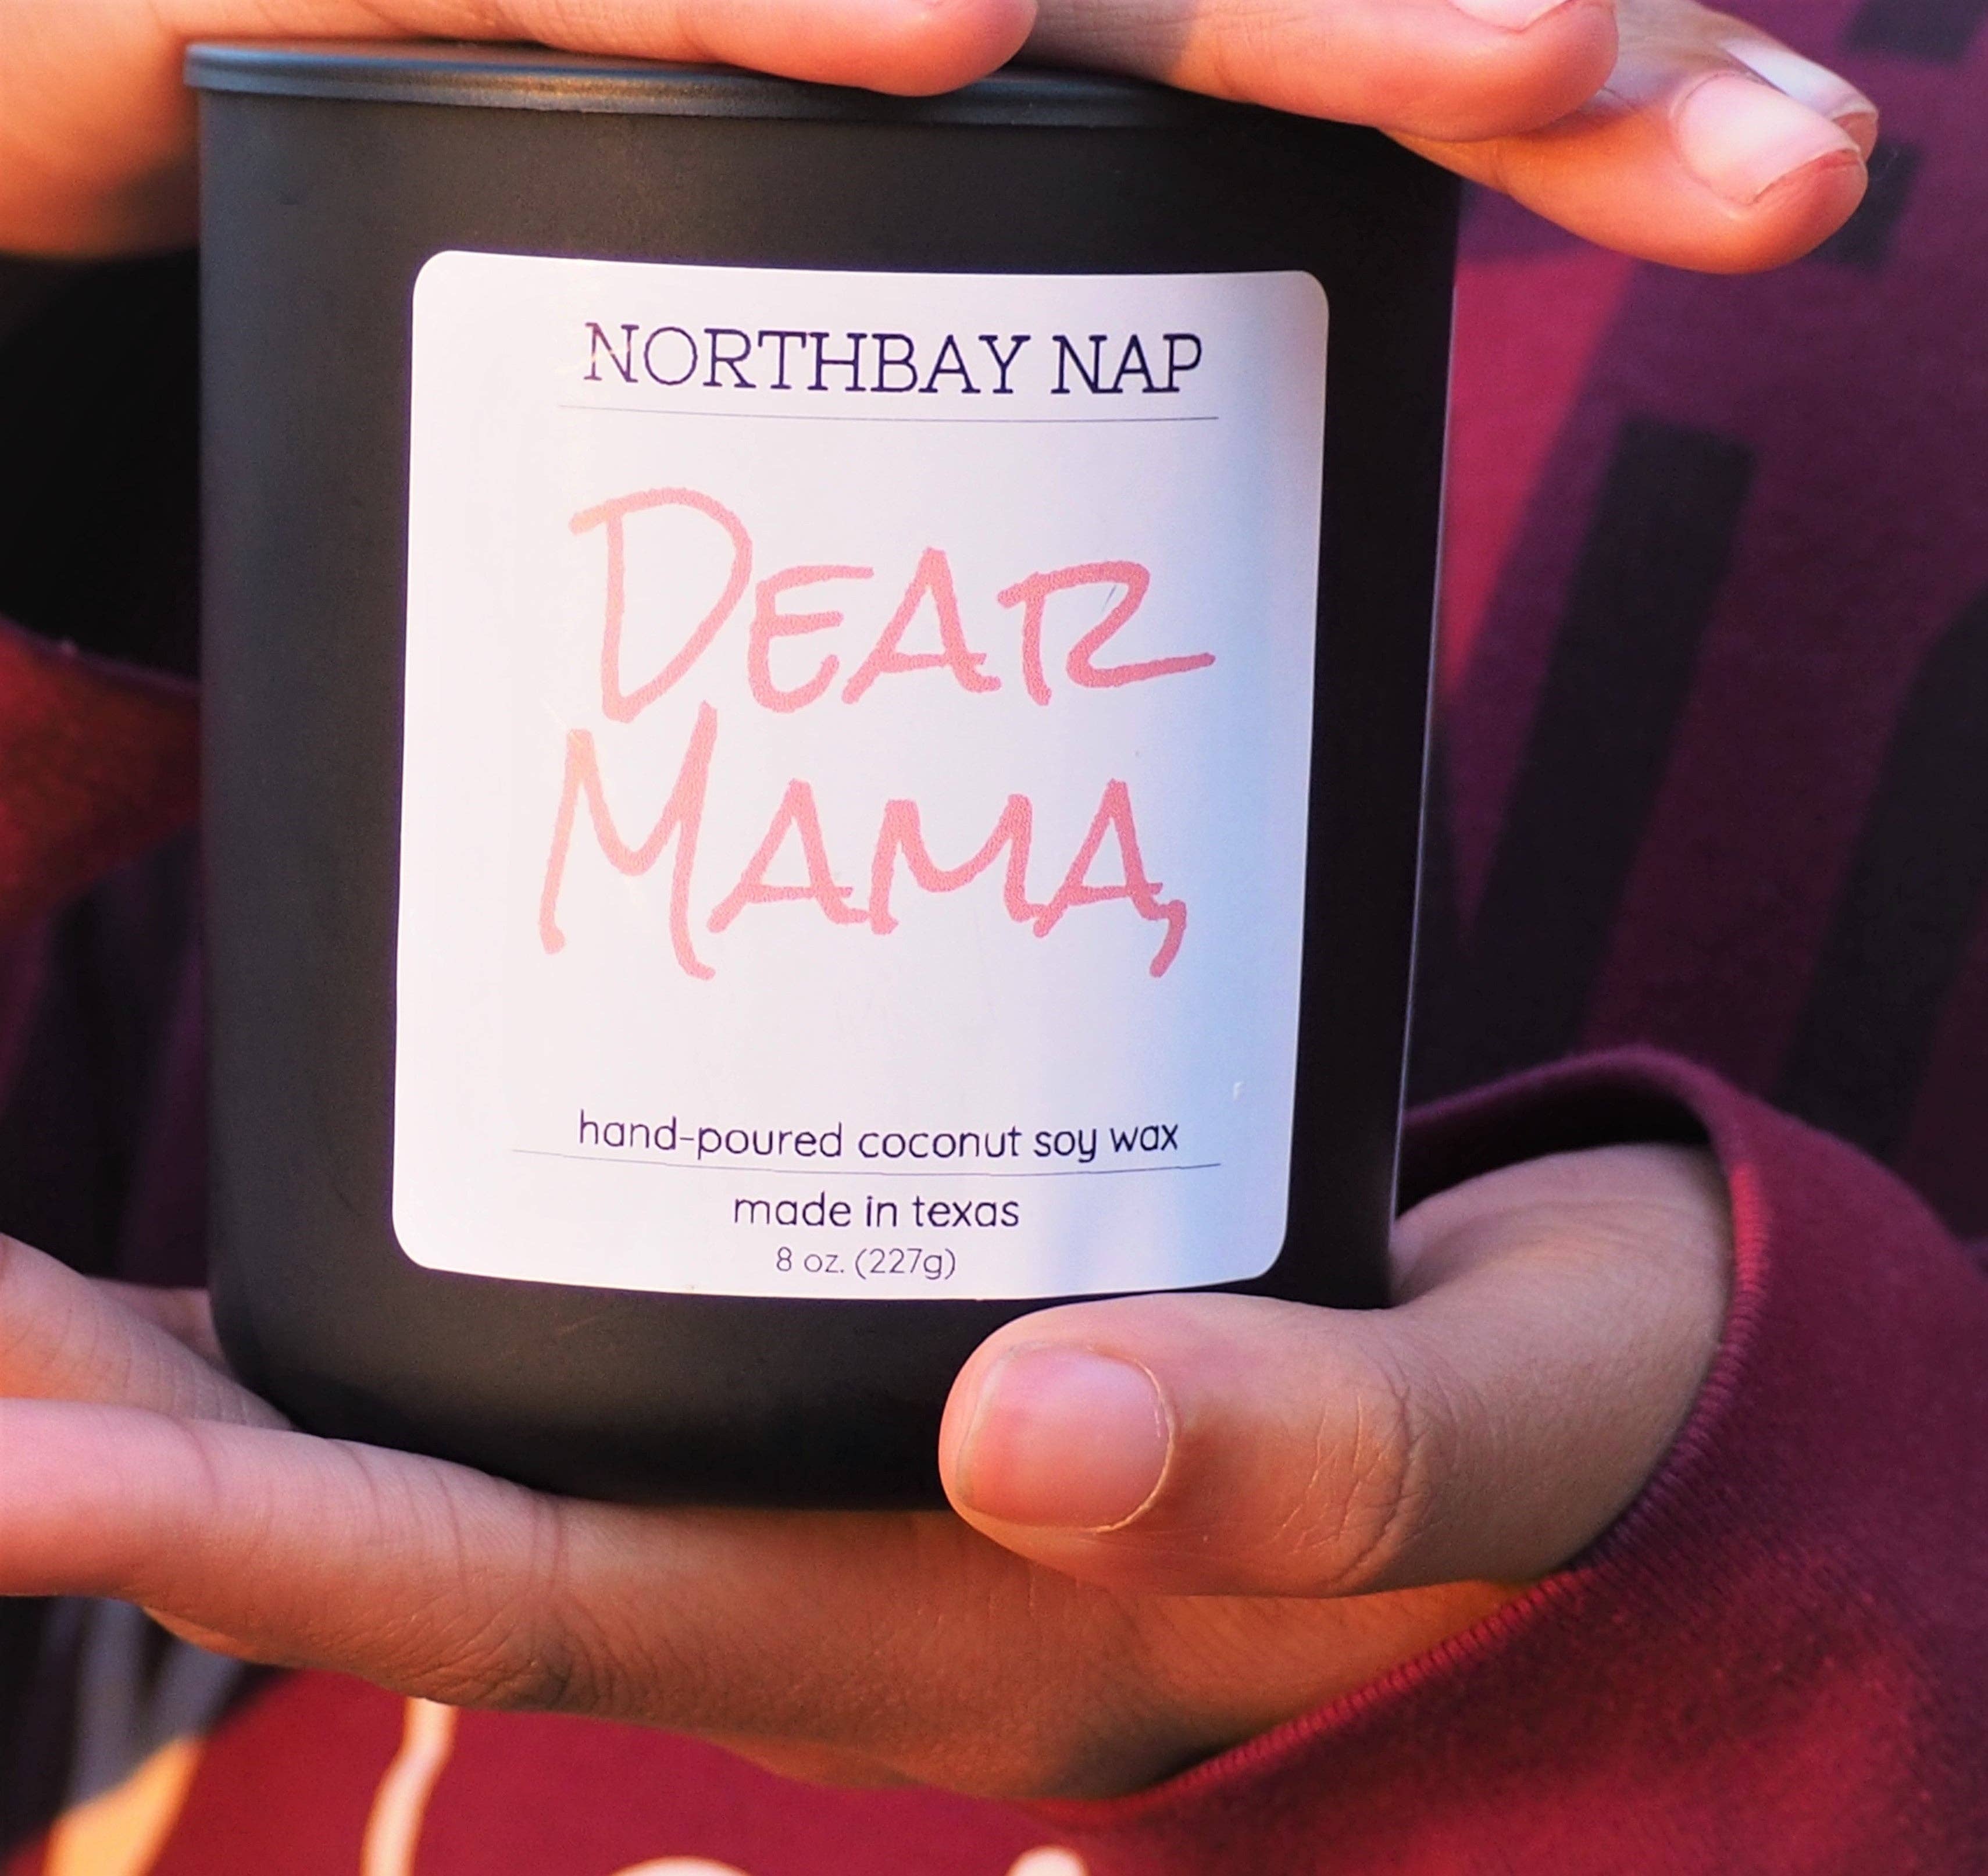 NORTHBAY NAP
DEAR
MAMA,
hand-poured coconut soy wax
made in texas
8 oz. (227g)